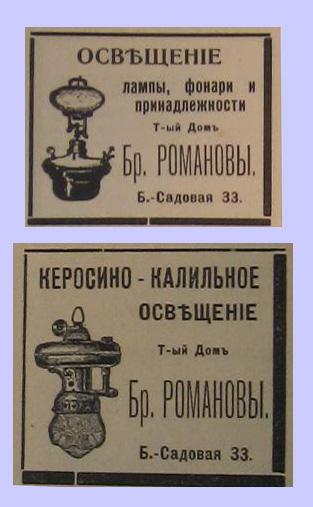 ОСВѢЩЕНІЕ
лампы, фонари и
принадлежности
Т-ый Домъ
Бр. РОМАНОВЫ.
Б.-Садовая 33.
КЕРОСИНО - КАЛИЛЬНОЕ
ОСВѢЩЕНІЕ
Т-ый Домъ
Бр. РОМАНОВЫ.
Б.-Садовая 33.